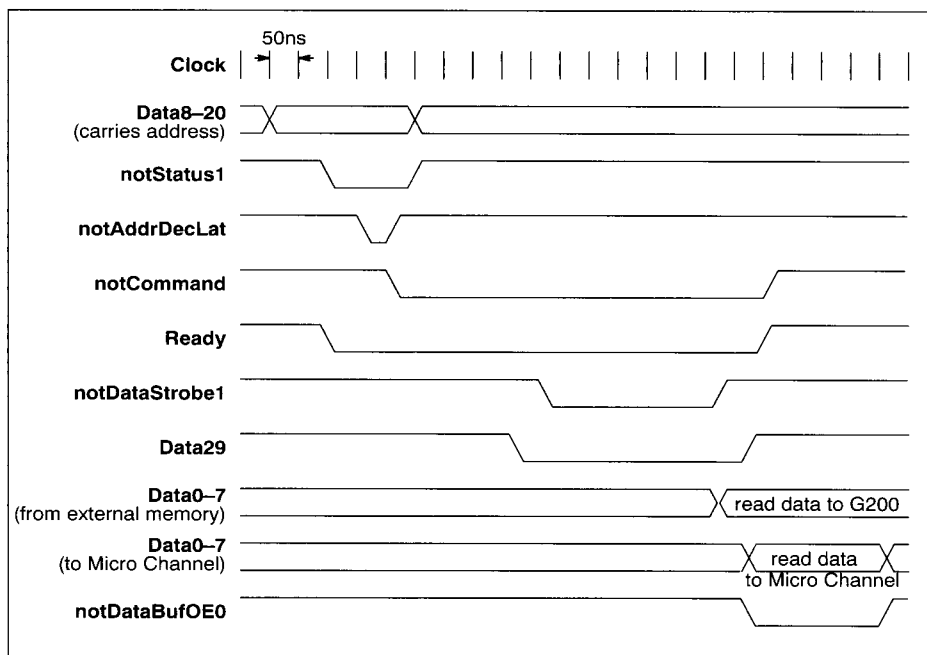 50ns
Clock
Data8–20
(carries address)
notStatus1
notAddrDecLat
notCommand
Ready
notDataStrobe1
Data29
Data0–7
(from external memory)
read data to G200
Data0–7
(to Micro Channel)
read data
to Micro Channel
notDataBufOE0